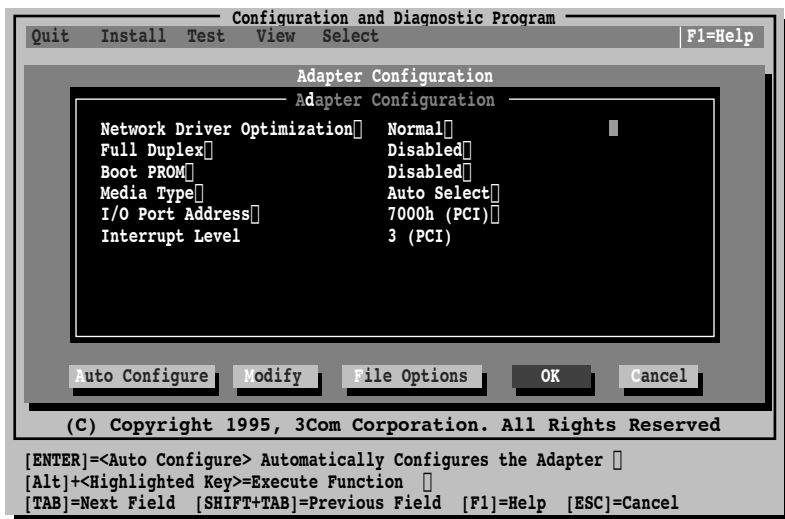 Configuration and Diagnostic Program
Quit Install Test View Select F1=Help
Adapter Configuration
Adapter Configuration
Network Driver Optimization Normal
Full Duplex Disabled
Boot PROM Disabled
Media Type Auto Select
I/O Port Address 7000h (PCI)
Interrupt Level 3 (PCI)
Auto Configure Modify File Options OK Cancel
(C) Copyright 1995, 3Com Corporation. All Rights Reserved
[ENTER]=<Auto Configure> Automatically Configures the Adapter
[Alt]+<Highlighted Key>=Execute Function
[TAB]=Next Field [SHIFT+TAB]=Previous Field [F1]=Help [ESC]=Cancel